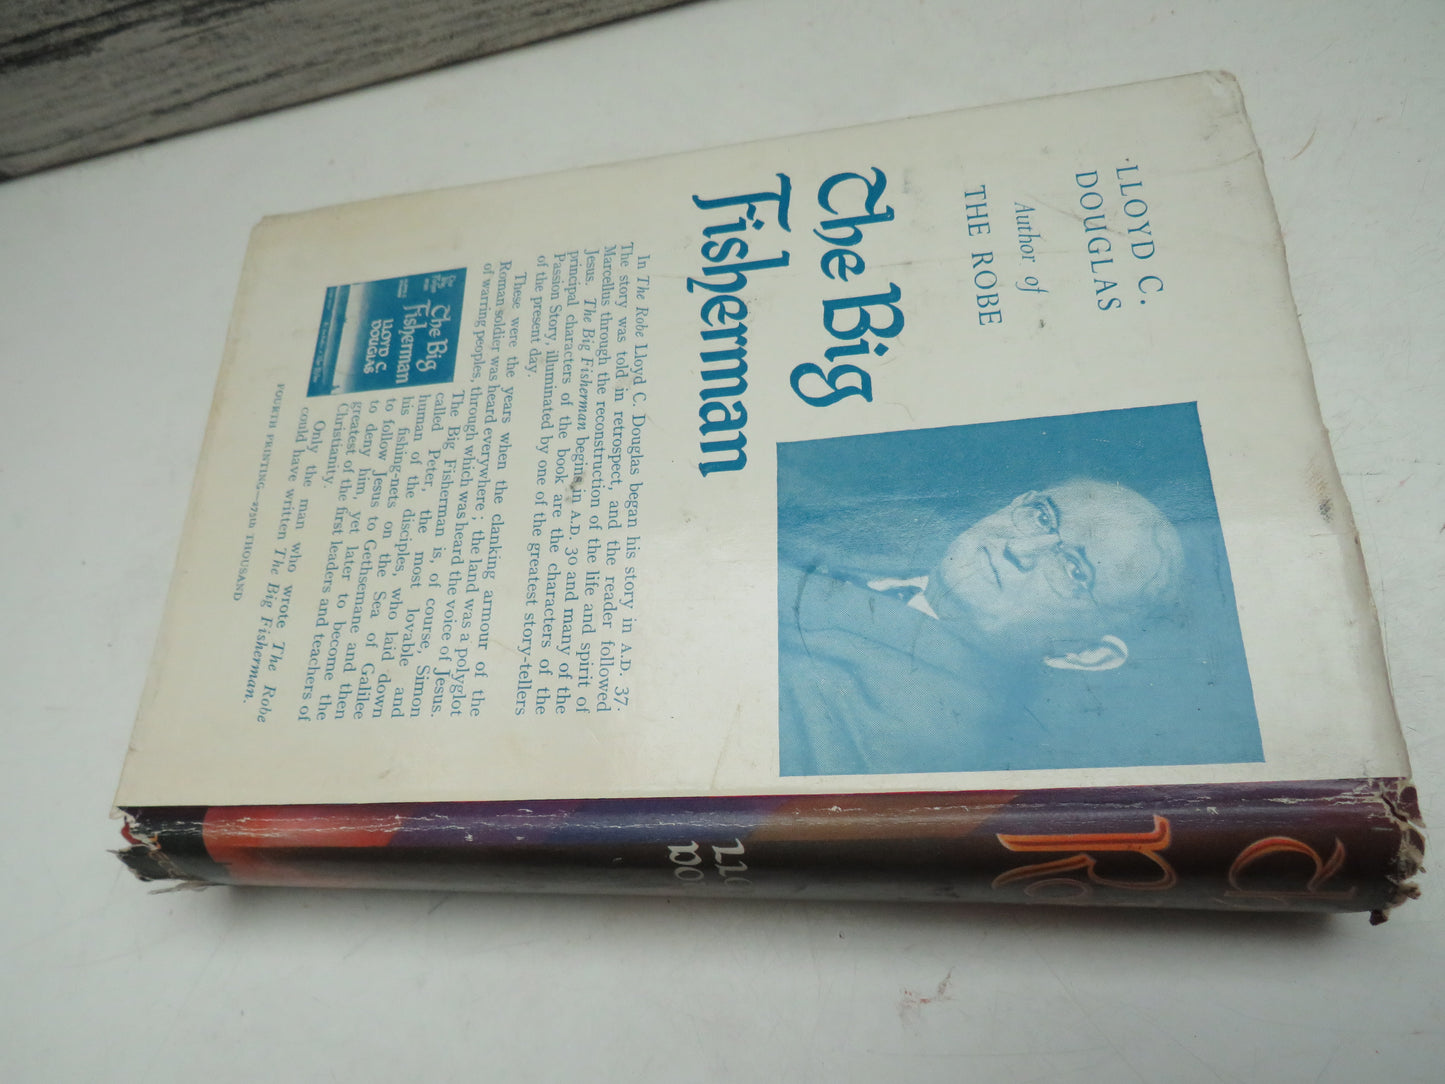 LLOYD C.
DOUGLAS
Author of
THE ROBE
The Big
Fisherman
In The Robe Lloyd C. Douglas began his story in A.D. 37.
The story was told in retrospect, and the reader followed
Marcellus through the reconstruction of the life and spirit of
Jesus. The Big Fisherman begins in A.D. 30 and many of the
principal characters of the book are the characters of the
Passion Story, illuminated by one of the greatest story-tellers
of the present day.
These were the years when the clanking armour of the
Roman soldier was heard everywhere ; the land was a polyglot
of warring peoples, through which was heard the voice of Jesus.
The Big Fisherman is, of course, Simon
called Peter, the most lovable and
human of the disciples, who laid down
his fishing-nets on the Sea of Galilee
to follow Jesus to Gethsemane and then
to deny him, yet later to become the
greatest of the first leaders and teachers of
Christianity.
Only the man who wrote The Robe
could have written The Big Fisherman.
FOURTH PRINTING—275th THOUSAND
The Big
Fisherman
LLOYD C.
DOUGLAS